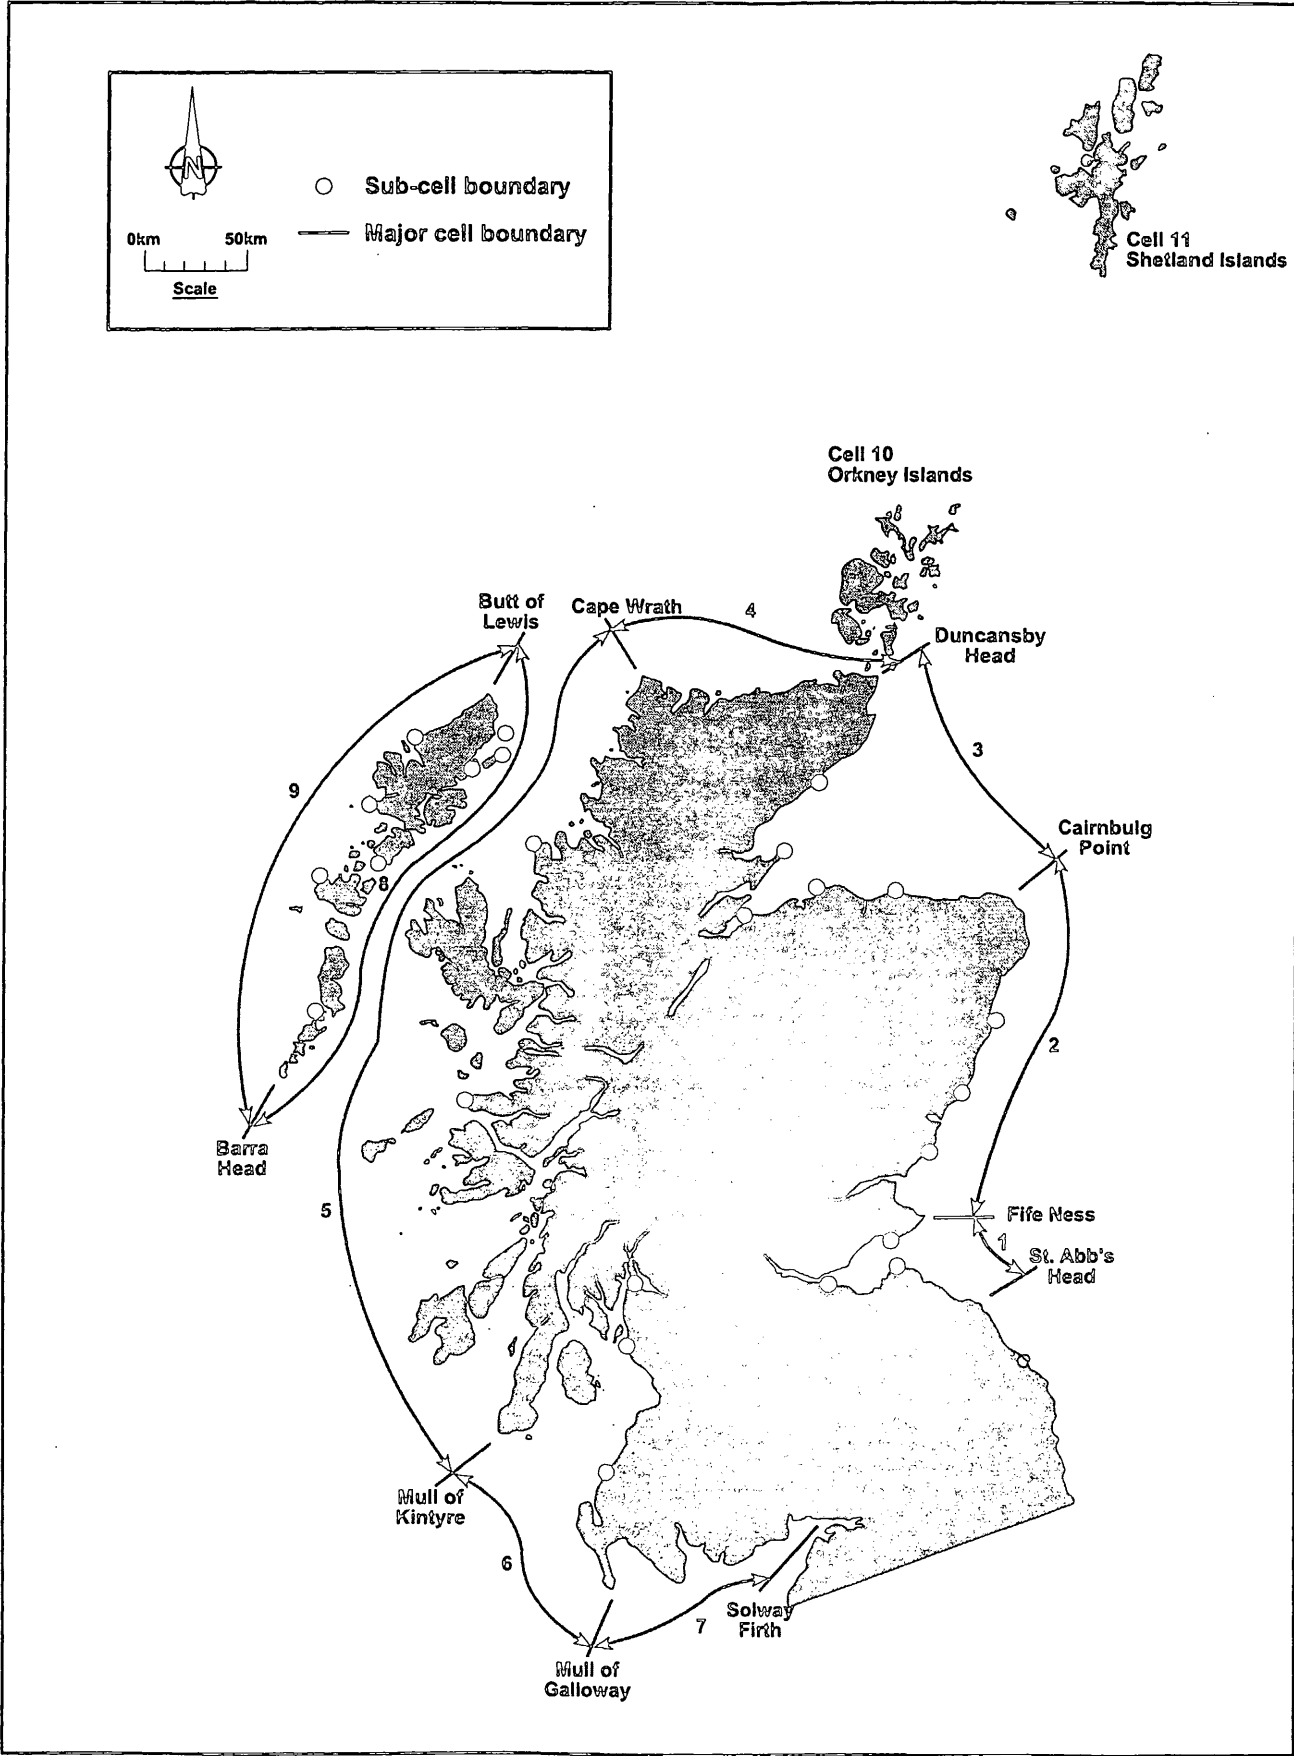 N
Sub-cell boundary
Major cell boundary
0km 50km
Scale
Cell 11
Shetland Islands
Cell 10
Orkney Islands
Butt of
Lewis
Cape Wrath
4
Duncansby
Head
3
9
Cairnbulg
Point
8
2
Barra
Head
5
Fife Ness
1
St. Abb's
Head
Mull of
Kintyre
6
7
Solway
Firth
Mull of
Galloway